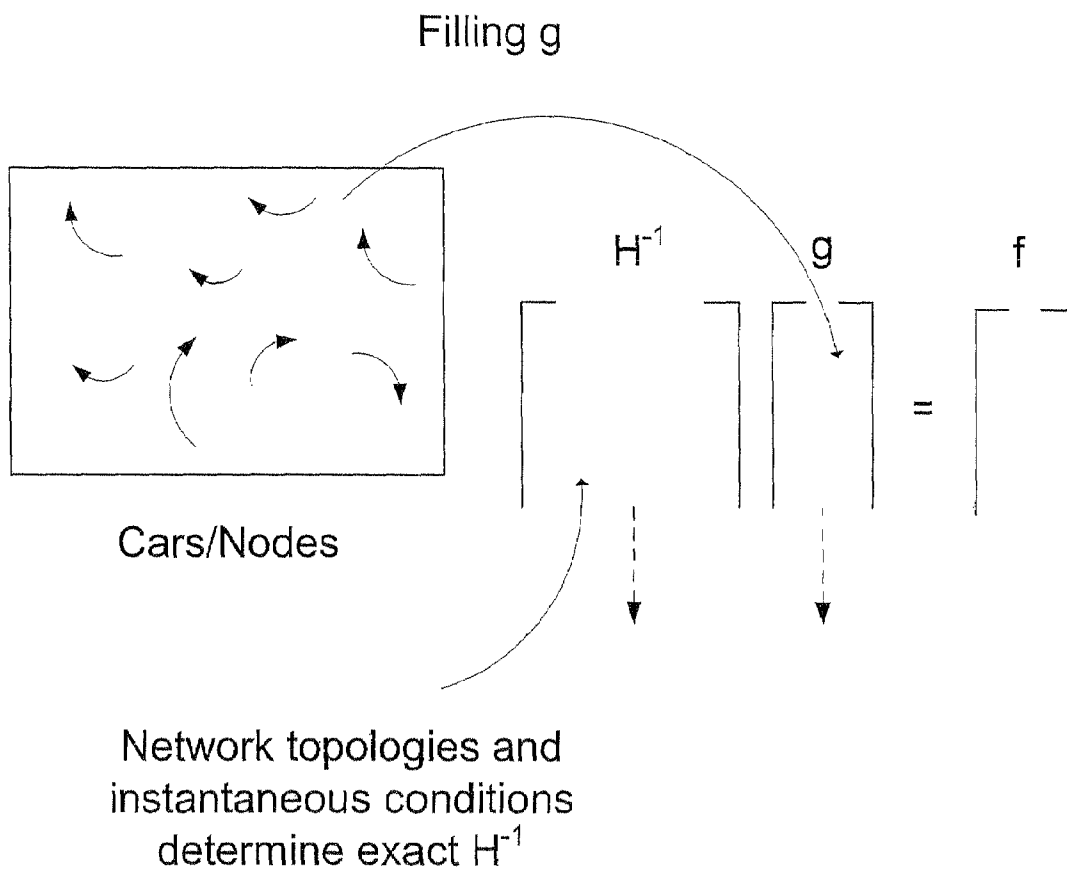 Filling g
H⁻¹ g f
=
Cars/Nodes
Network topologies and
instantaneous conditions
determine exact H⁻¹